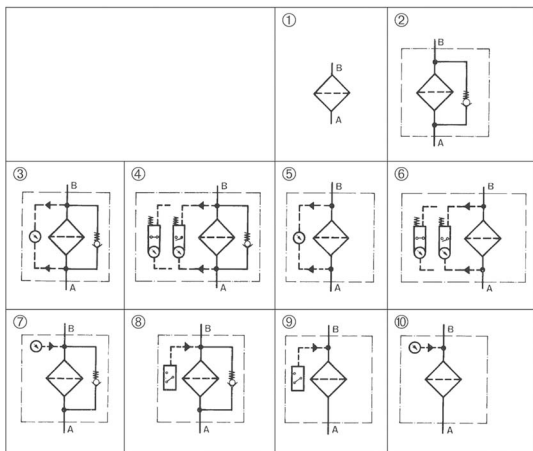 ① ②
B B
A A
③ ④ ⑤ ⑥
B B B B
A A A A
⑦ ⑧ ⑨ ⑩
B B B B
A A A A